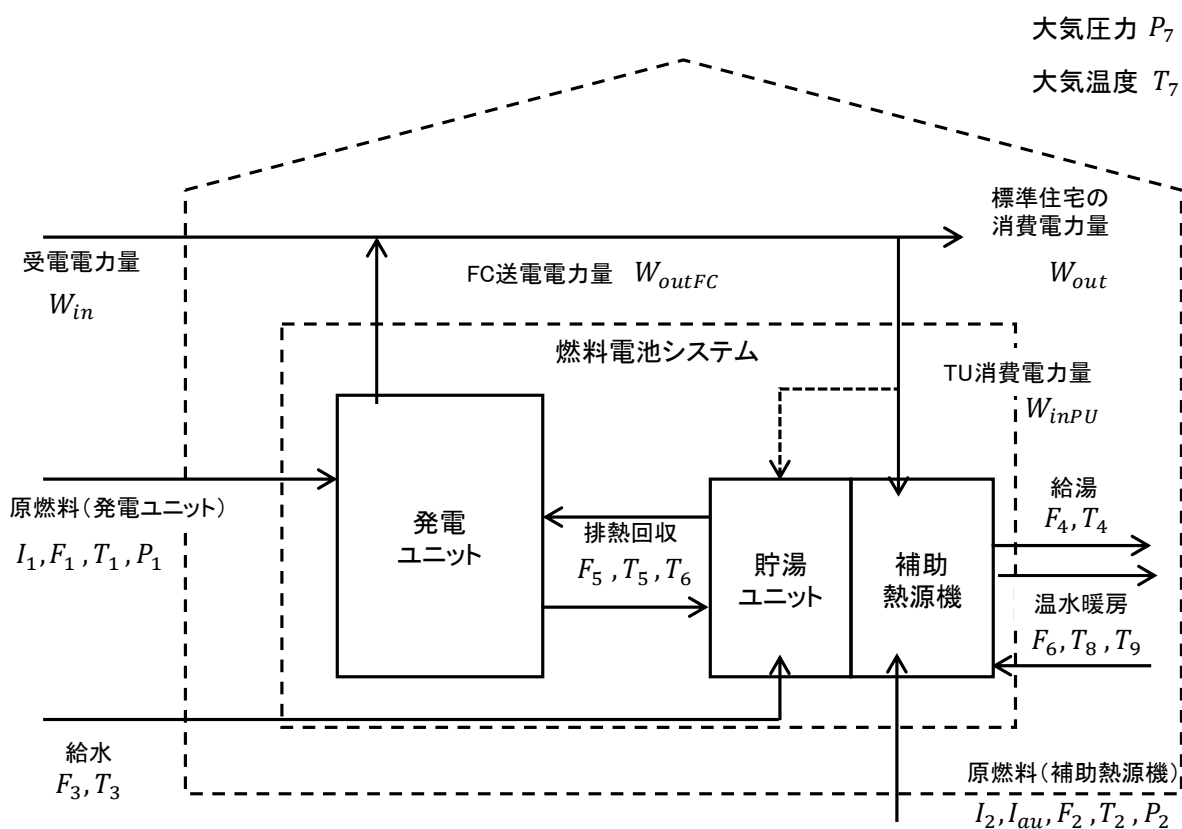 大気圧力 P₇
大気温度 T₇
標準住宅の
消費電力量
W_out
受電電力量
W_in
FC送電電力量 W_outFC
燃料電池システム
TU消費電力量
W_inPU
原燃料(発電ユニット)
I₁, F₁, T₁, P₁
発電
ユニット
排熱回収
F₅, T₅, T₆
貯湯
ユニット
補助
熱源機
給湯
F₄, T₄
温水暖房
F₆, T₈, T₉
給水
F₃, T₃
原燃料(補助熱源機)
I₂, I_au, F₂, T₂, P₂